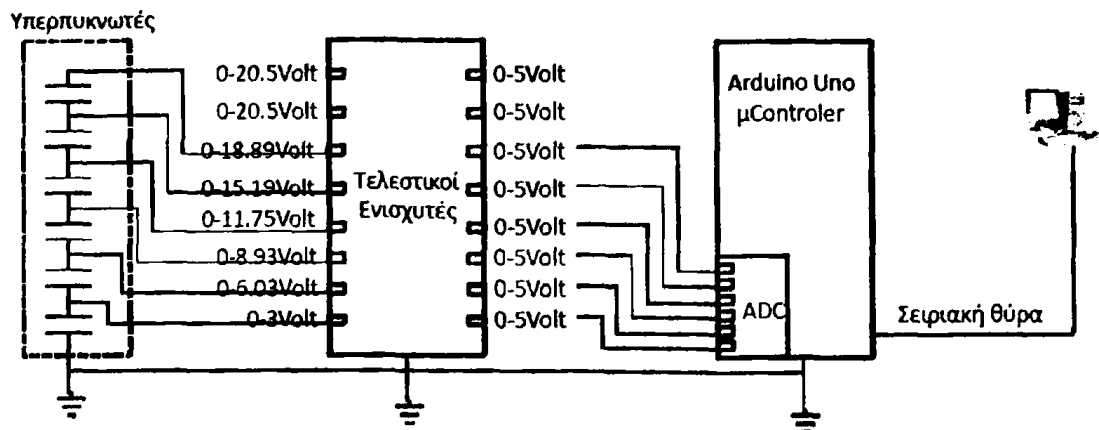 Υπερπυκνωτές
0-20.5Volt
0-20.5Volt
0-18.89Volt
0-15.19Volt
0-11.75Volt
0-8.93Volt
0-6.03Volt
0-3Volt
Τελεστικοί
Ενισχυτές
0-5Volt
0-5Volt
0-5Volt
0-5Volt
0-5Volt
0-5Volt
0-5Volt
0-5Volt
Arduino Uno
μControler
ADC
Σειριακή θύρα